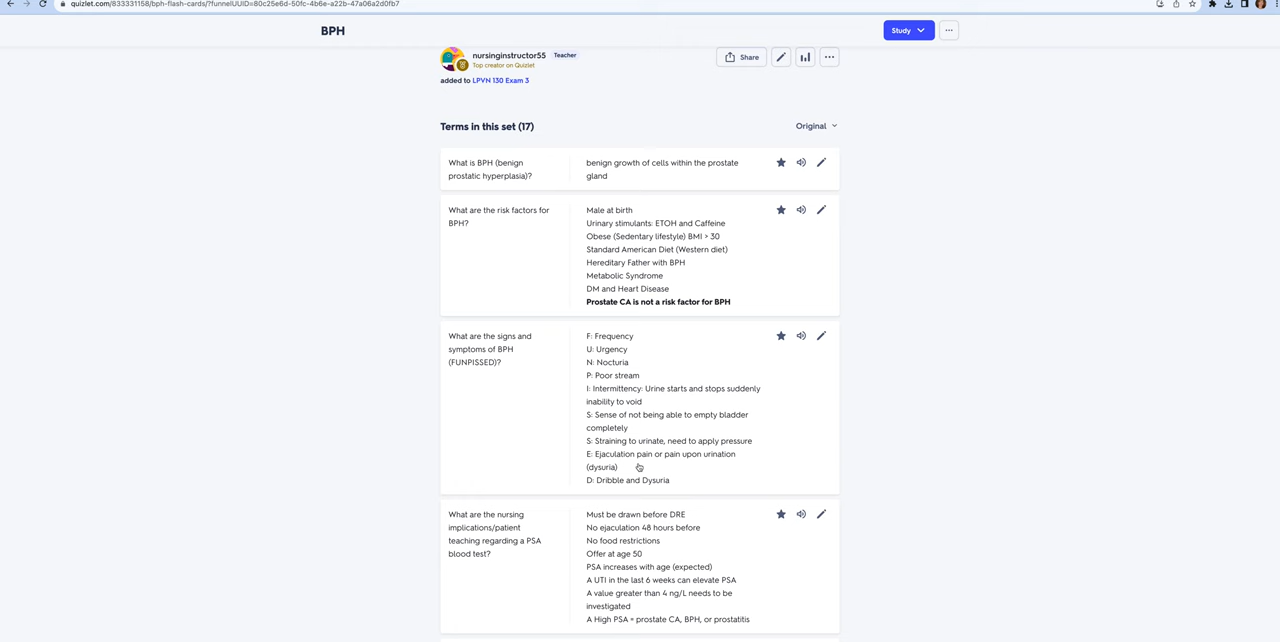 quizlet.com/833331158/bph-flash-cards/?funnelUUID=80c25e6d-50fc-4b6e-a22b-47a06a2d0fb7
BPH
Study
nursinginstructor55 Teacher
Top creator on Quizlet
Share
added to LPVN 130 Exam 3
Terms in this set (17)
Original
What is BPH (benign
prostatic hyperplasia)?
benign growth of cells within the prostate
gland
What are the risk factors for
BPH?
Male at birth
Urinary stimulants: ETOH and Caffeine
Obese (Sedentary lifestyle) BMI > 30
Standard American Diet (Western diet)
Hereditary Father with BPH
Metabolic Syndrome
DM and Heart Disease
Prostate CA is not a risk factor for BPH
What are the signs and
symptoms of BPH
(FUNPISSED)?
F: Frequency
U: Urgency
N: Nocturia
P: Poor stream
I: Intermittency: Urine starts and stops suddenly
inability to void
S: Sense of not being able to empty bladder
completely
S: Straining to urinate, need to apply pressure
E: Ejaculation pain or pain upon urination
(dysuria)
D: Dribble and Dysuria
What are the nursing
implications/patient
teaching regarding a PSA
blood test?
Must be drawn before DRE
No ejaculation 48 hours before
No food restrictions
Offer at age 50
PSA increases with age (expected)
A UTI in the last 6 weeks can elevate PSA
A value greater than 4 ng/L needs to be
investigated
A High PSA = prostate CA, BPH, or prostatitis